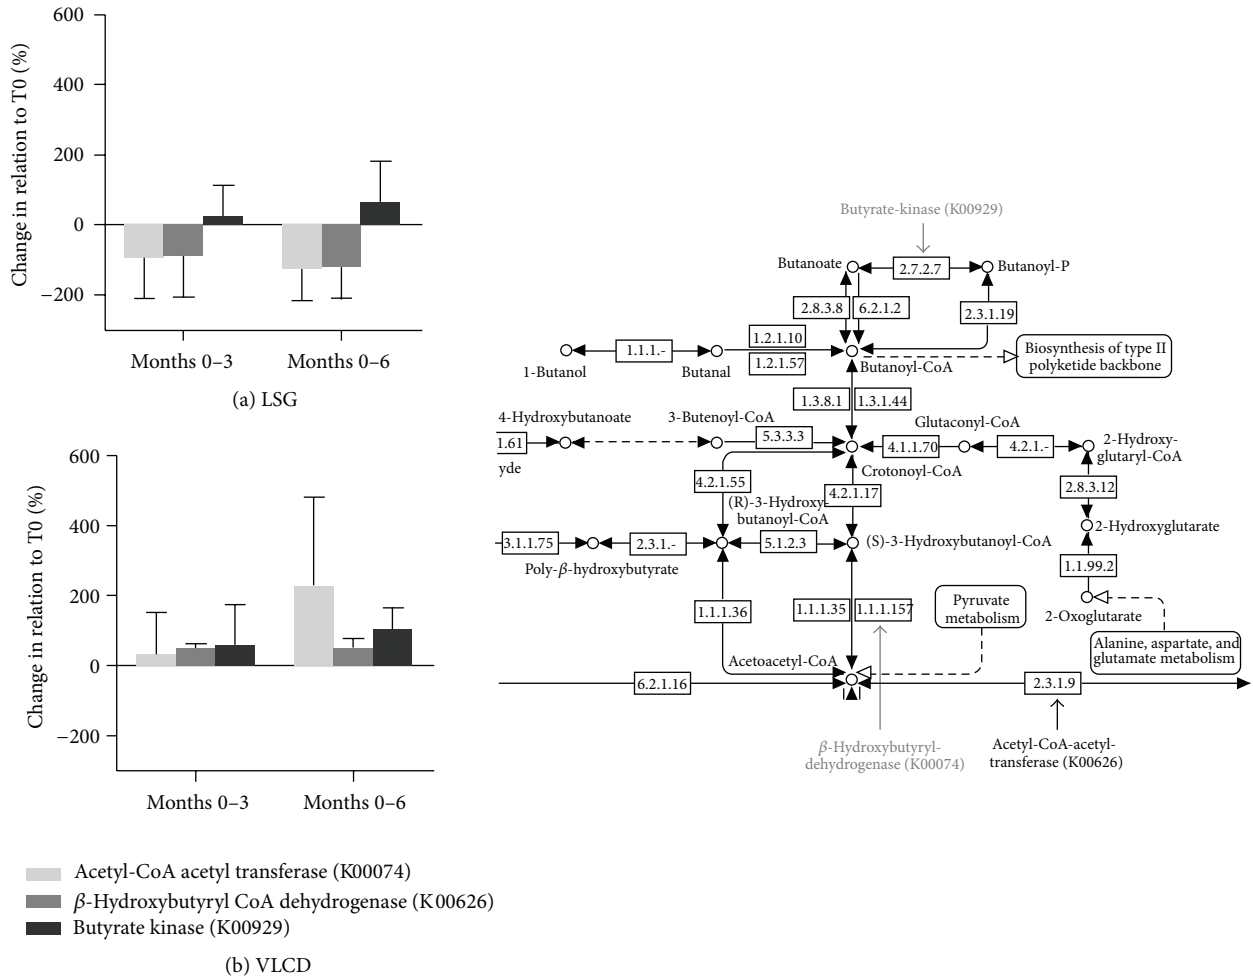 600
400
200
0
−200
Change in relation to T0 (%)
Months 0–3
Months 0–6
(a) LSG
600
400
200
0
−200
Change in relation to T0 (%)
Months 0–3
Months 0–6
Acetyl-CoA acetyl transferase (K00074)
β-Hydroxybutyryl CoA dehydrogenase (K00626)
Butyrate kinase (K00929)
(b) VLCD
Butyrate-kinase (K00929)
Butanoate
2.7.2.7
Butanoyl-P
2.8.3.8
6.2.1.2
2.3.1.19
1.1.1.-
1.2.1.10
1.2.1.57
1-Butanol
Butanal
Butanoyl-CoA
Biosynthesis of type II
polyketide backbone
1.3.8.1
1.3.1.44
4-Hydroxybutanoate
3-Butenoyl-CoA
Glutaconyl-CoA
1.61
yde
5.3.3.3
4.1.1.70
4.2.1.-
2-Hydroxy-
glutaryl-CoA
Crotonoyl-CoA
4.2.1.55
4.2.1.17
2.8.3.12
(R)-3-Hydroxy-
butanoyl-CoA
2-Hydroxyglutarate
3.1.1.75
2.3.1.-
5.1.2.3
(S)-3-Hydroxybutanoyl-CoA
Poly-β-hydroxybutyrate
1.1.99.2
1.1.1.36
1.1.1.35
1.1.1.157
Pyruvate
metabolism
2-Oxoglutarate
Alanine, aspartate, and
glutamate metabolism
Acetoacetyl-CoA
6.2.1.16
2.3.1.9
β-Hydroxybutyryl-
dehydrogenase (K00074)
Acetyl-CoA-acetyl-
transferase (K00626)